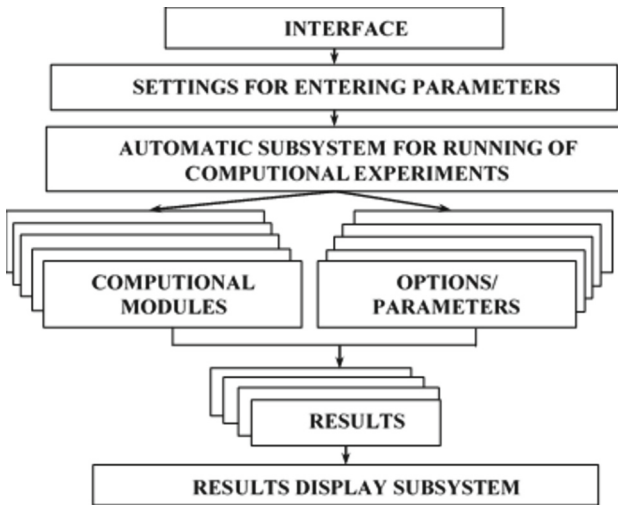 INTERFACE
SETTINGS FOR ENTERING PARAMETERS
AUTOMATIC SUBSYSTEM FOR RUNNING OF
COMPUTIONAL EXPERIMENTS
COMPUTIONAL
MODULES
OPTIONS/
PARAMETERS
RESULTS
RESULTS DISPLAY SUBSYSTEM